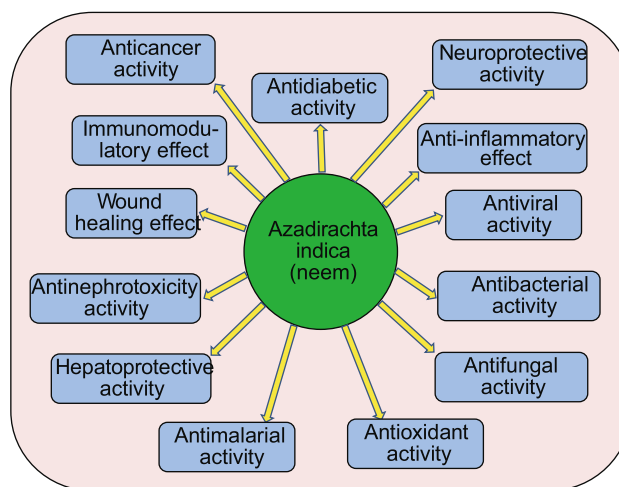 Anticancer
activity
Neuroprotective
activity
Antidiabetic
activity
Immunomodu-
latory effect
Anti-inflammatory
effect
Wound
healing effect
Antiviral
activity
Azadirachta
indica
(neem)
Antinephrotoxicity
activity
Antibacterial
activity
Hepatoprotective
activity
Antifungal
activity
Antimalarial
activity
Antioxidant
activity